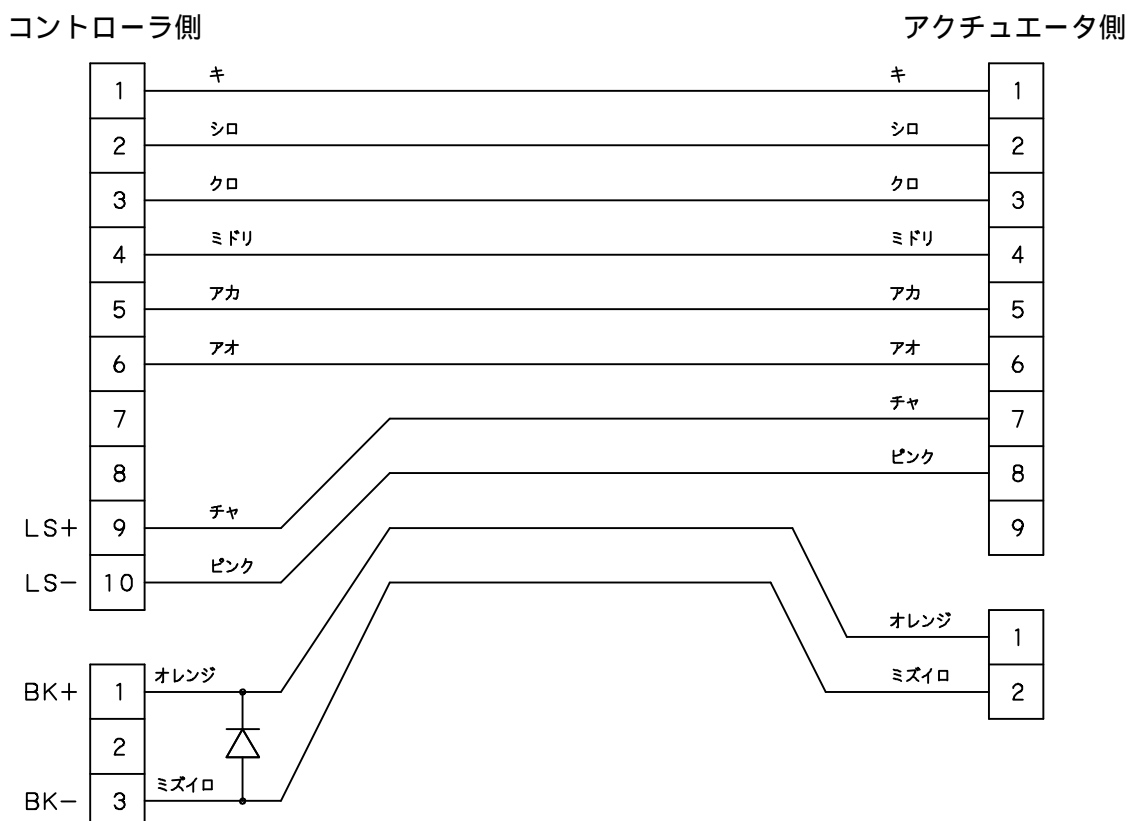 コントローラ側 アクチュエータ側
1 キ キ 1
2 シロ シロ 2
3 クロ クロ 3
4 ミドリ ミドリ 4
5 アカ アカ 5
6 アオ アオ 6
7 チャ 7
8 ピンク 8
LS+ 9 チャ 9
LS− 10 ピンク
オレンジ 1
BK+ 1 オレンジ ミズイロ 2
2
BK− 3 ミズイロ